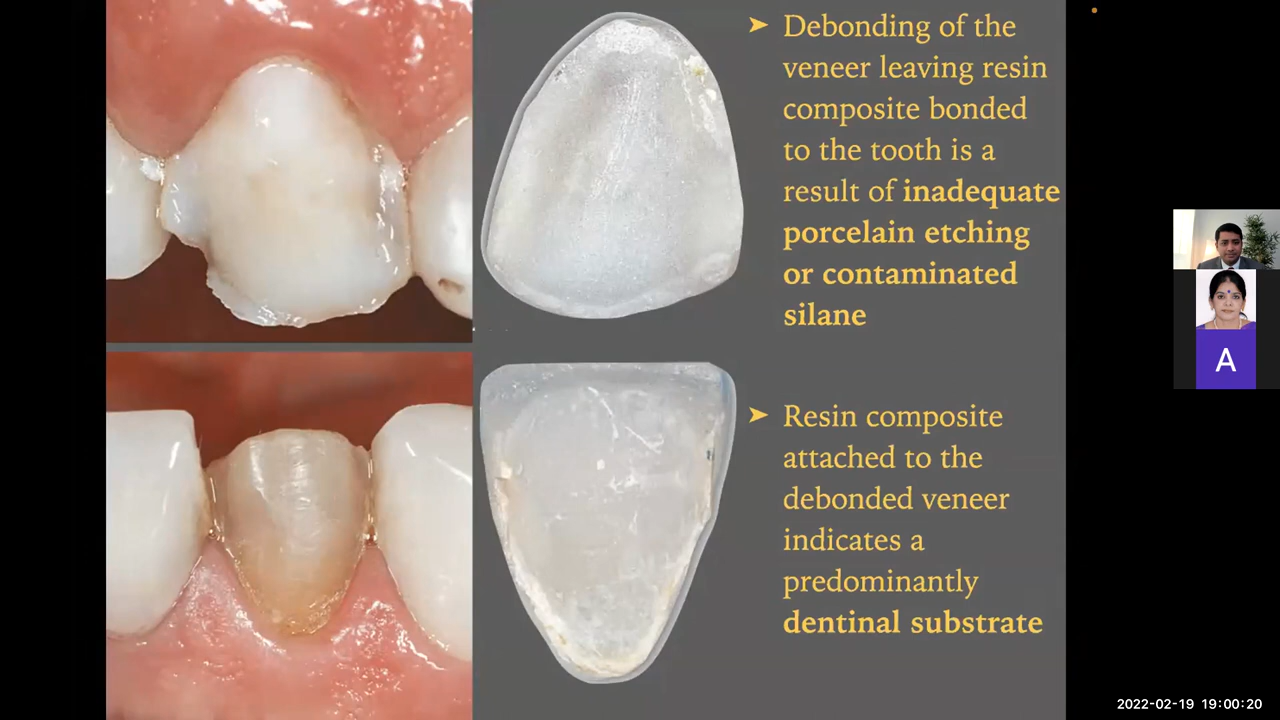 ➤ Debonding of the
veneer leaving resin
composite bonded
to the tooth is a
result of inadequate
porcelain etching
or contaminated
silane
➤ Resin composite
attached to the
debonded veneer
indicates a
predominantly
dentinal substrate
A
2022-02-19 19:00:20